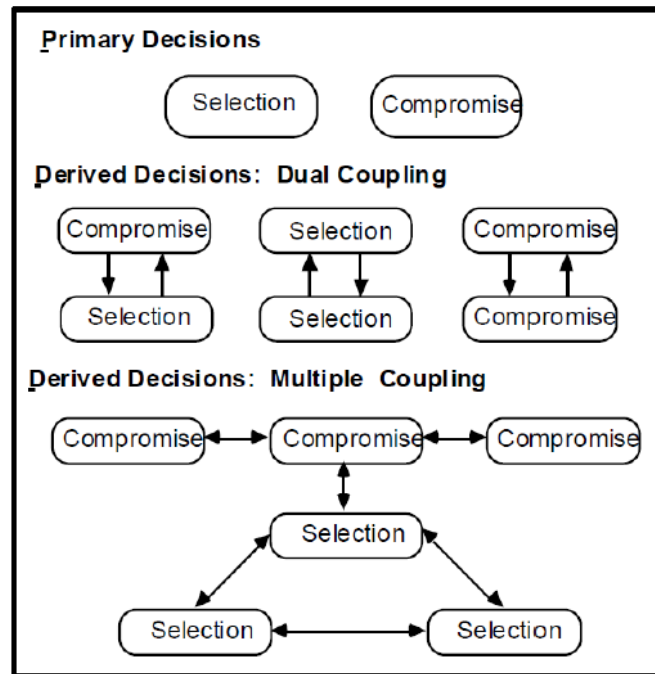 Primary Decisions
Selection Compromise
Derived Decisions: Dual Coupling
Compromise Selection Compromise
Selection Selection Compromise
Derived Decisions: Multiple Coupling
Compromise Compromise Compromise
Selection
Selection Selection